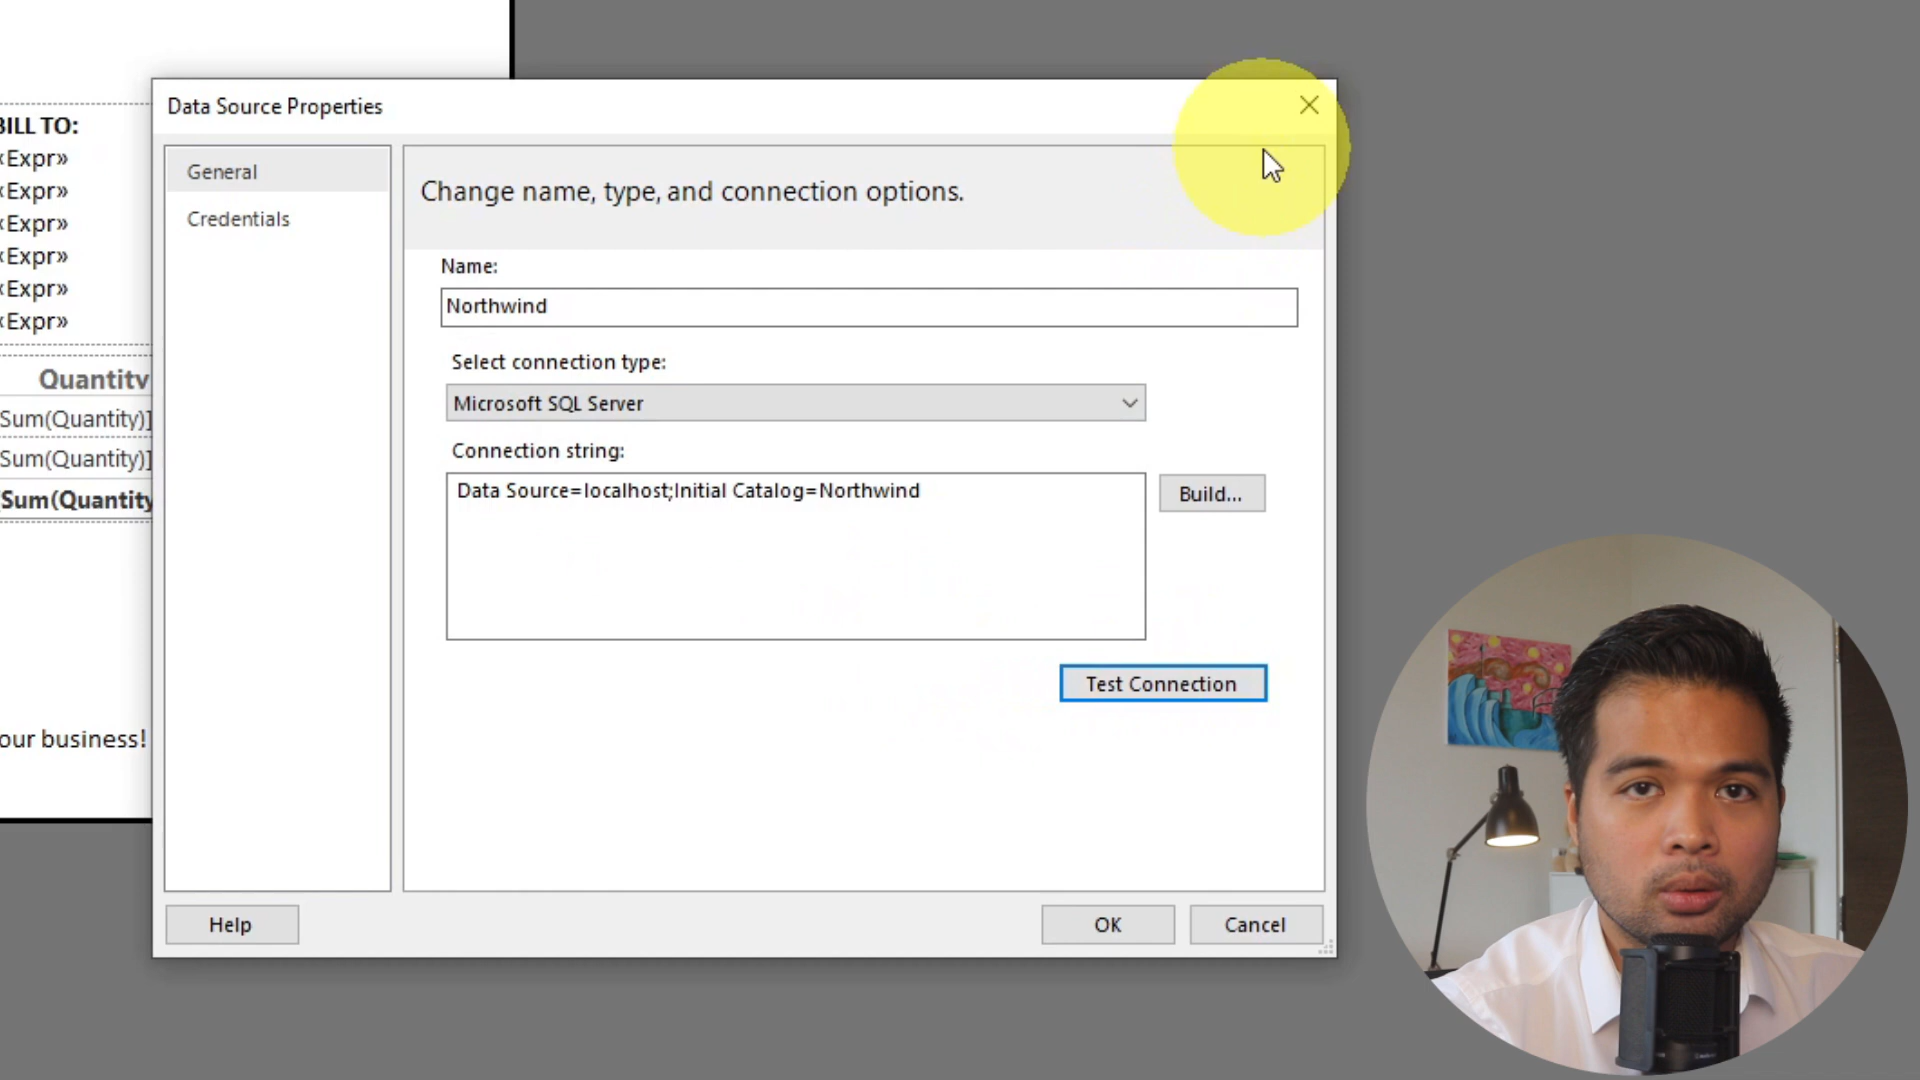 Data Source Properties
BILL TO:
«Expr»
«Expr»
«Expr»
«Expr»
«Expr»
«Expr»
Quantity
Sum(Quantity)]
Sum(Quantity)]
Sum(Quantity
our business!
General
Credentials
Change name, type, and connection options.
Name:
Northwind
Select connection type:
Microsoft SQL Server
Connection string:
Data Source=localhost;Initial Catalog=Northwind
Build...
Test Connection
Help
OK
Cancel